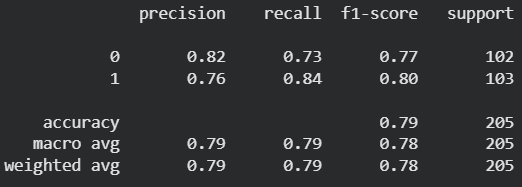 precision recall f1-score support
0 0.82 0.73 0.77 102
1 0.76 0.84 0.80 103
accuracy 0.79 205
macro avg 0.79 0.79 0.78 205
weighted avg 0.79 0.79 0.78 205